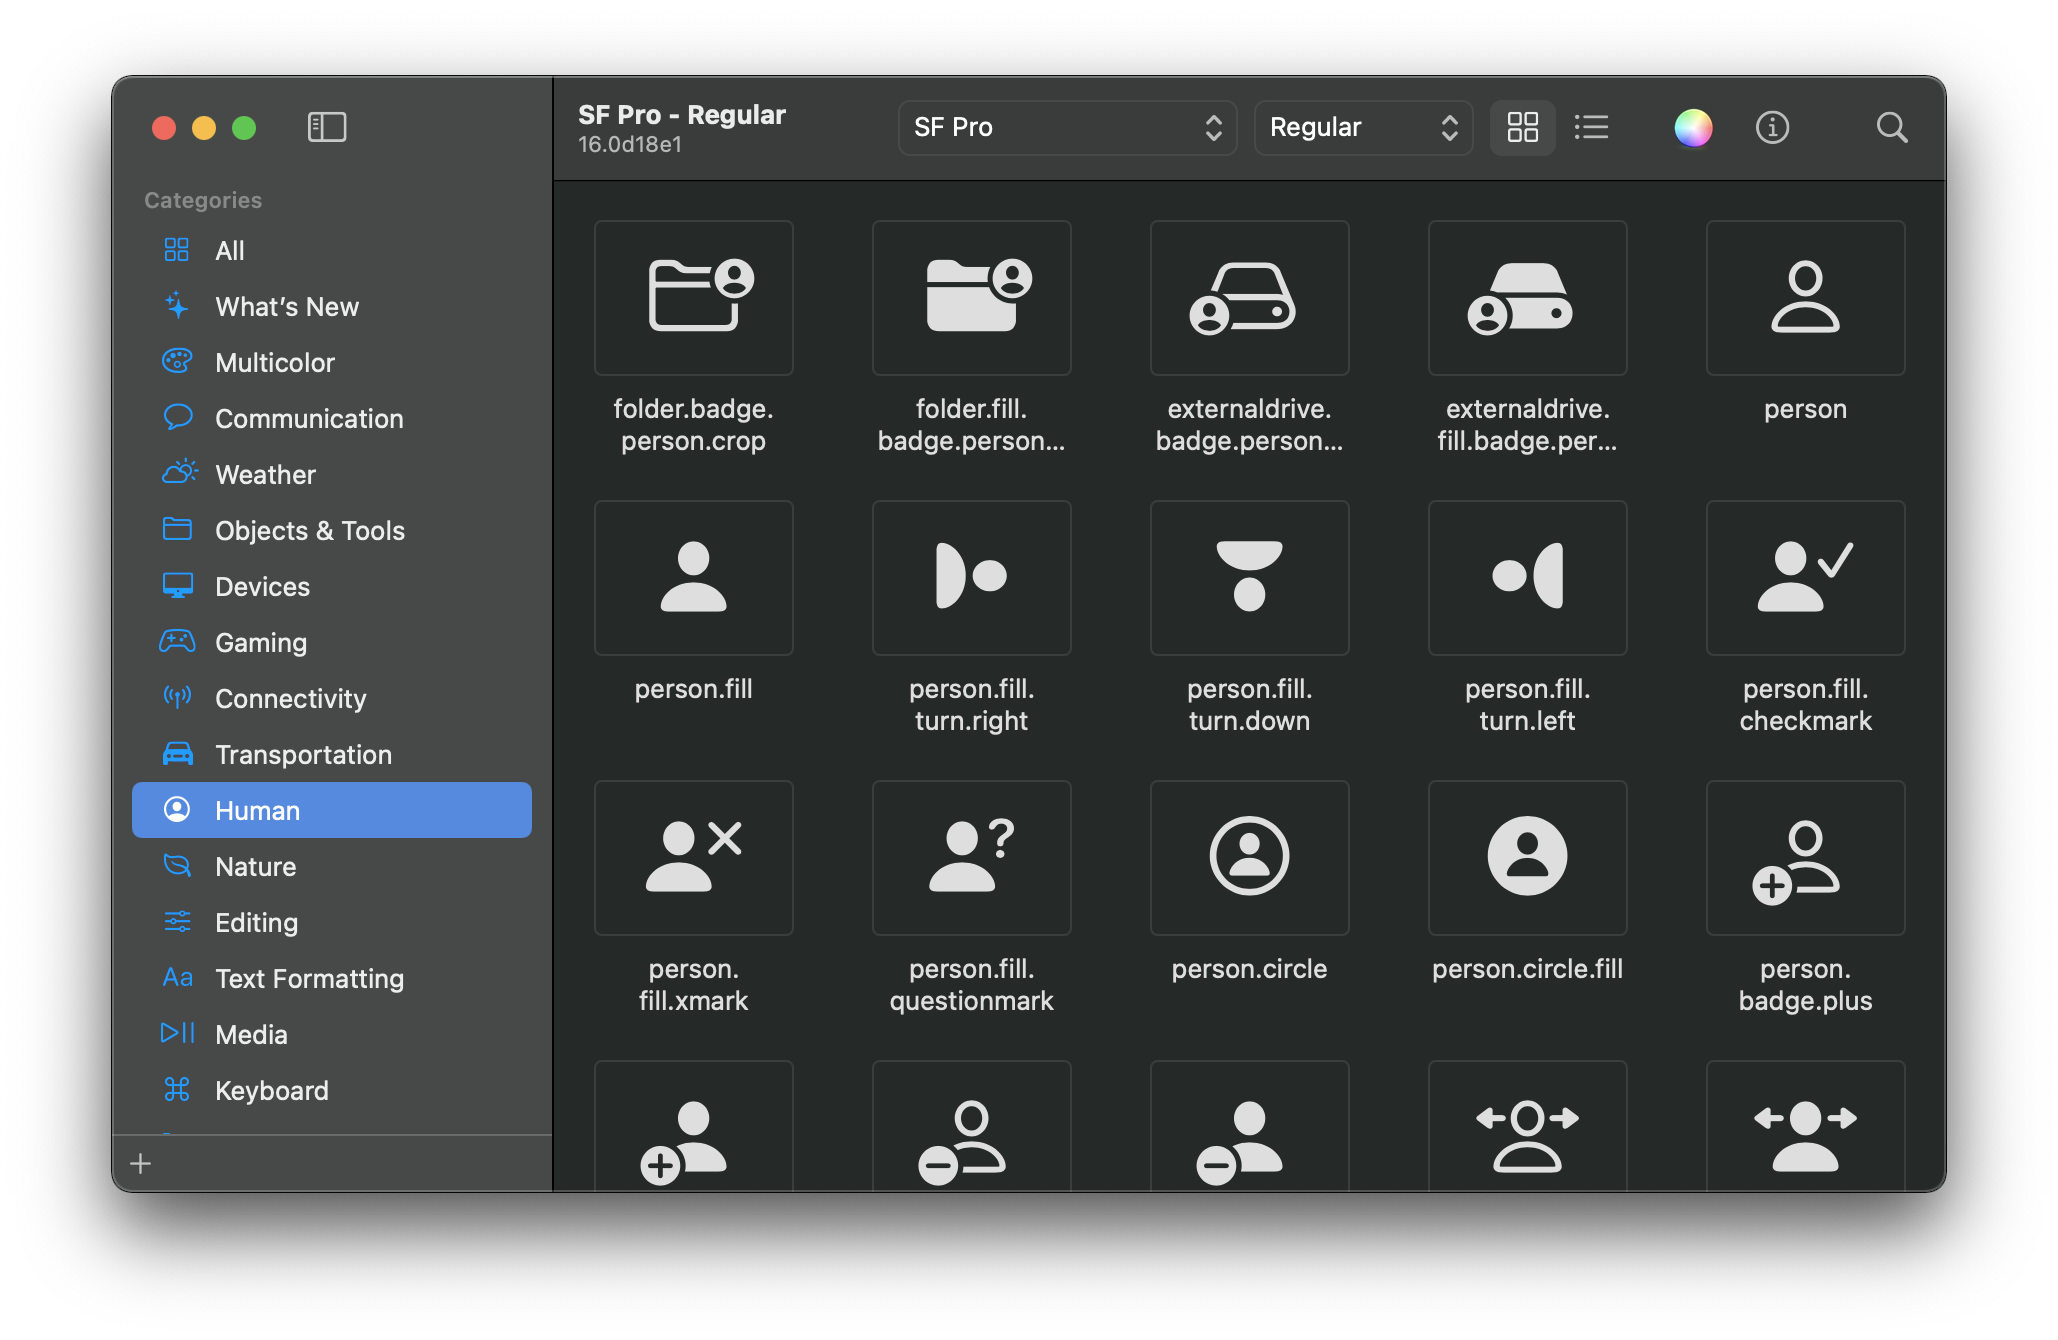 SF Pro - Regular
16.0d18e1
SF Pro
Regular
Categories
All
What's New
Multicolor
Communication
Weather
Objects & Tools
Devices
Gaming
Connectivity
Transportation
Human
Nature
Editing
Aa Text Formatting
Media
Keyboard
folder.badge.
person.crop
folder.fill.
badge.person...
externaldrive.
badge.person...
externaldrive.
fill.badge.per...
person
person.fill
person.fill.
turn.right
person.fill.
turn.down
person.fill.
turn.left
person.fill.
checkmark
person.
fill.xmark
person.fill.
questionmark
person.circle
person.circle.fill
person.
badge.plus